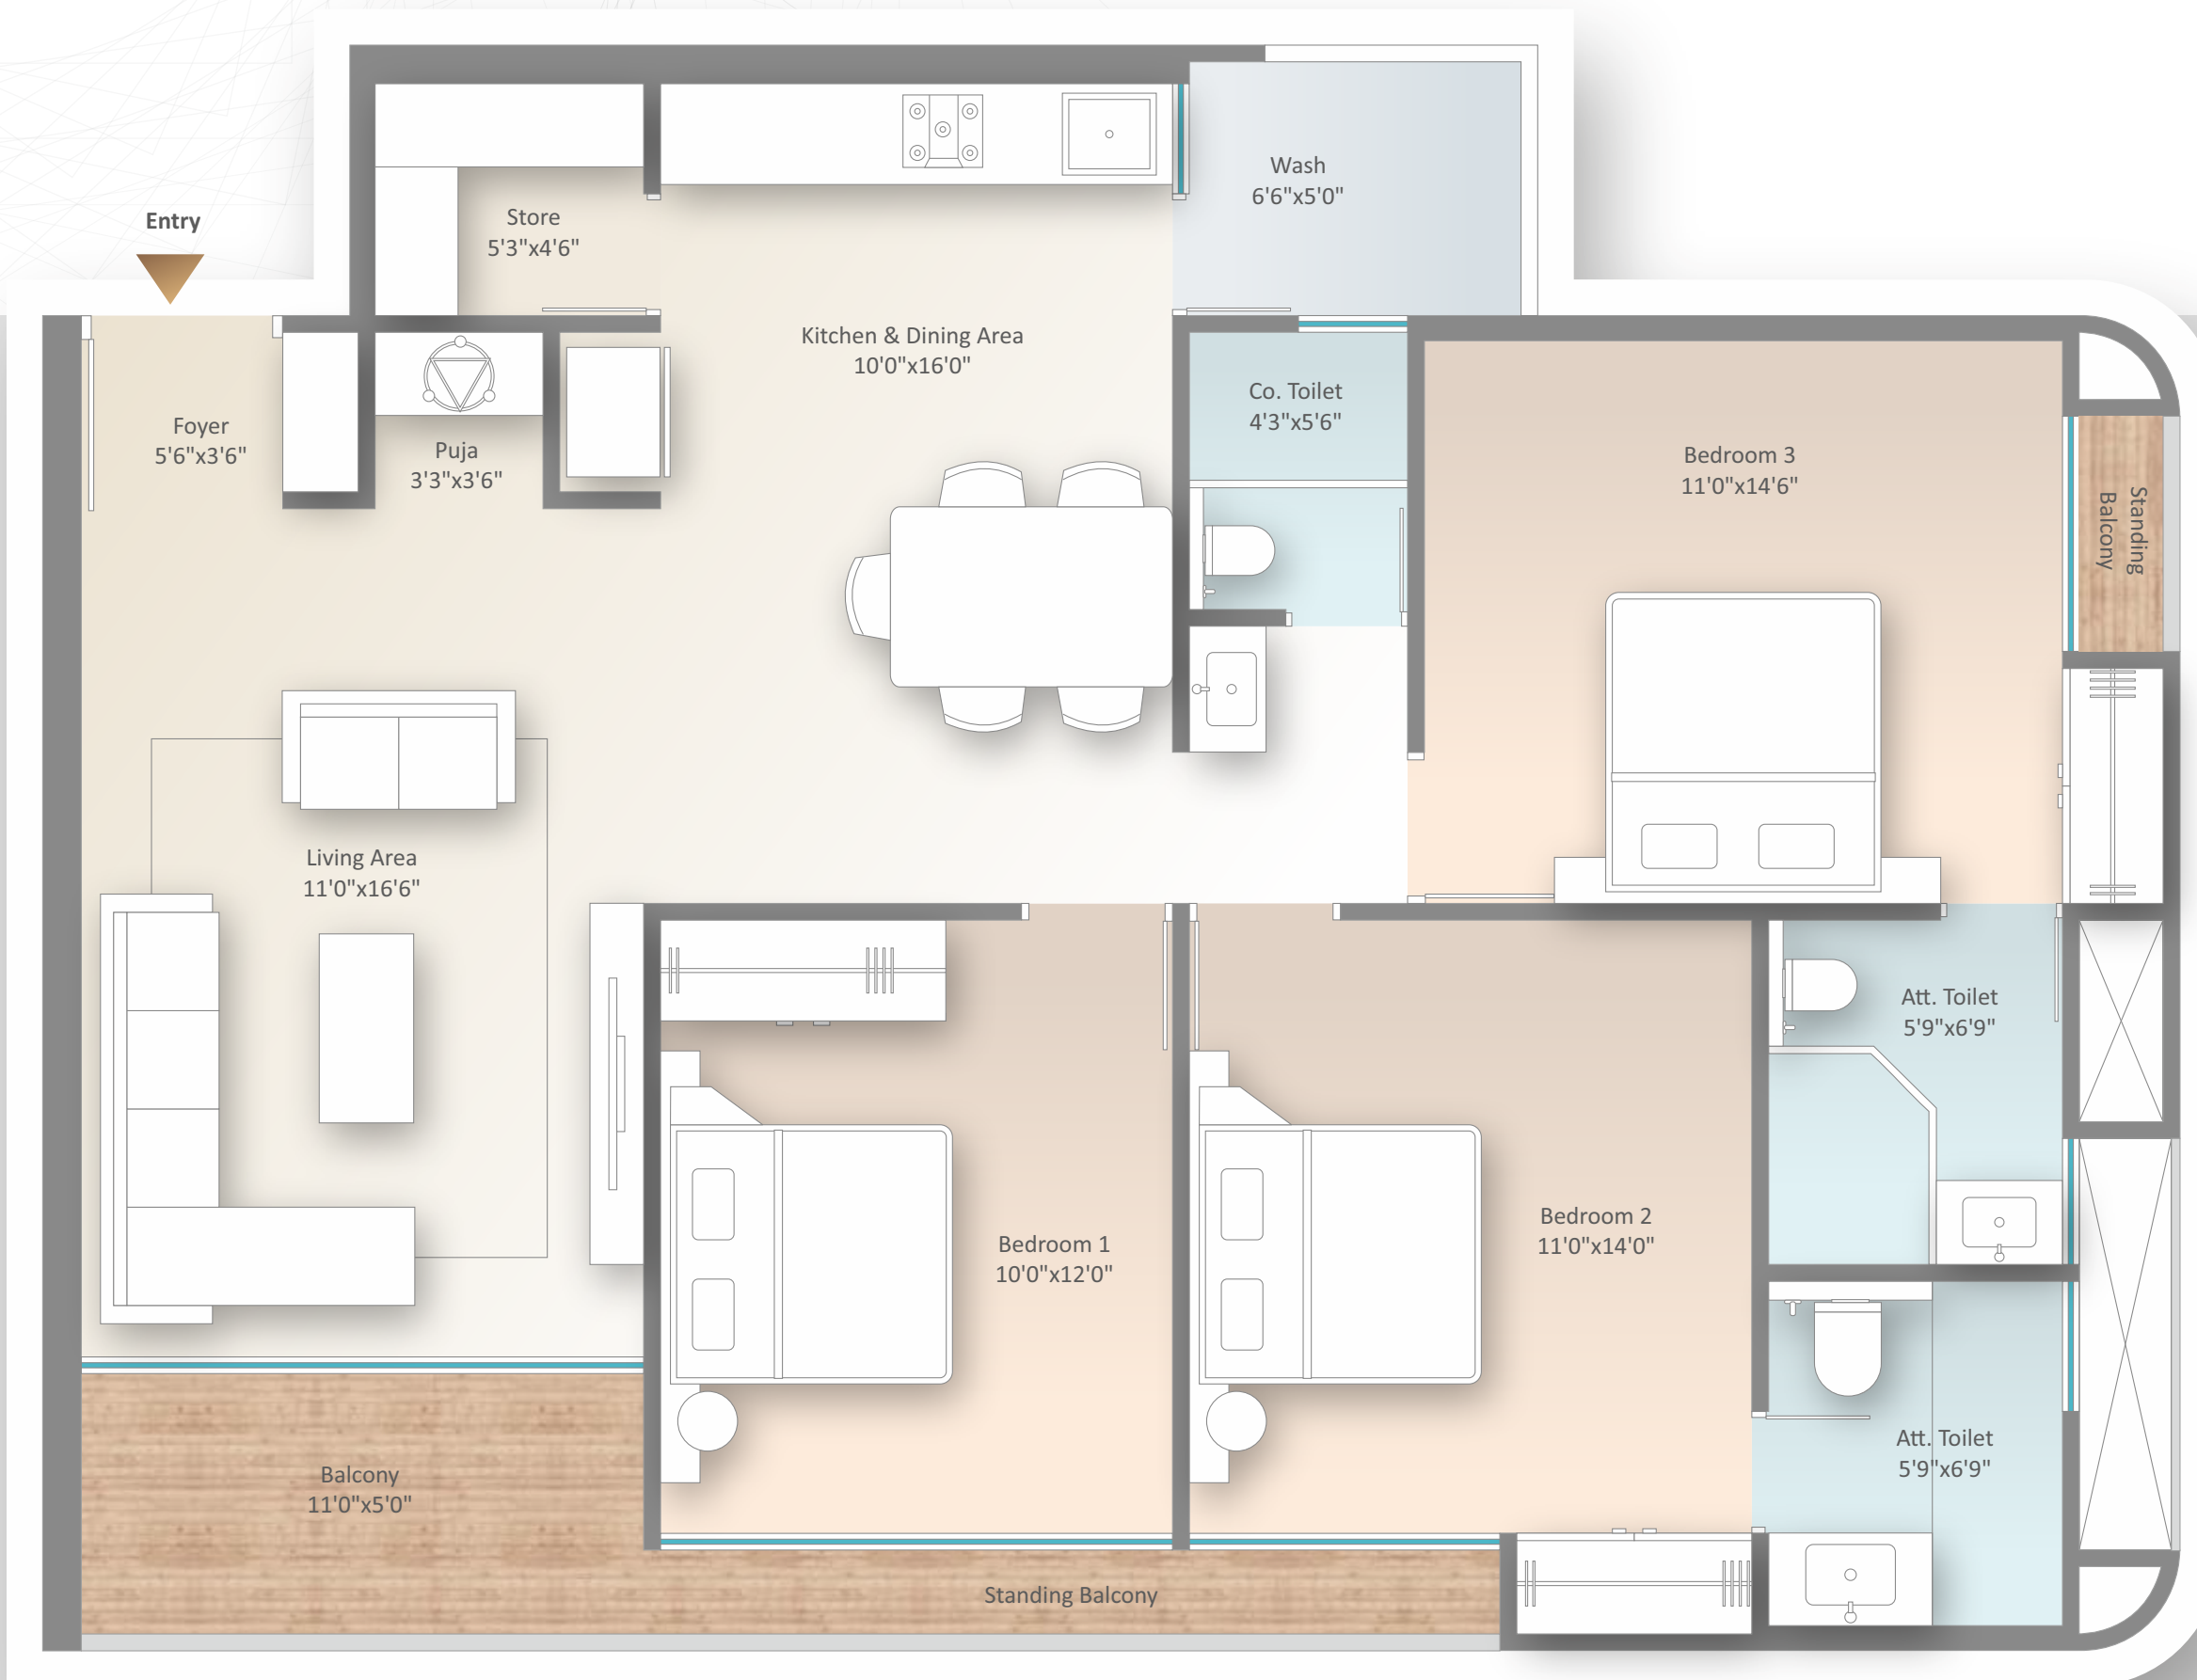 Entry
Wash
6'6"x5'0"
Store
5'3"x4'6"
Kitchen & Dining Area
10'0"x16'0"
Co. Toilet
4'3"x5'6"
Foyer
5'6"x3'6"
Puja
3'3"x3'6"
Bedroom 3
11'0"x14'6"
Standing
Balcony
Living Area
11'0"x16'6"
Att. Toilet
5'9"x6'9"
Bedroom 1
10'0"x12'0"
Bedroom 2
11'0"x14'0"
Att. Toilet
5'9"x6'9"
Balcony
11'0"x5'0"
Standing Balcony